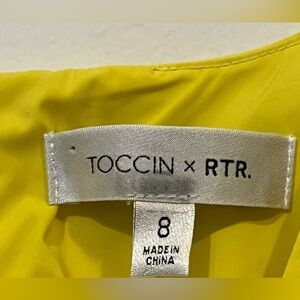 TOCCIN × RTR.
8
MADE IN
CHINA